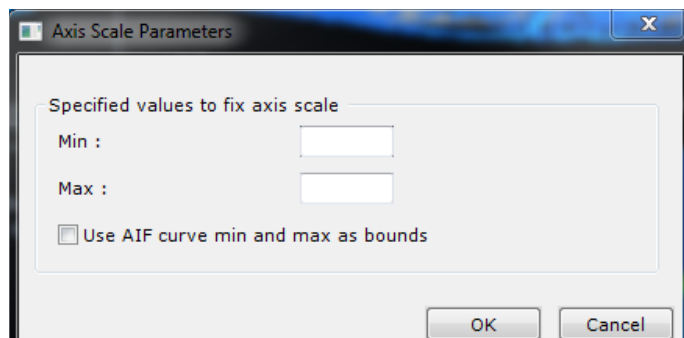 Axis Scale Parameters
X
Specified values to fix axis scale
Min :
Max :
Use AIF curve min and max as bounds
OK Cancel